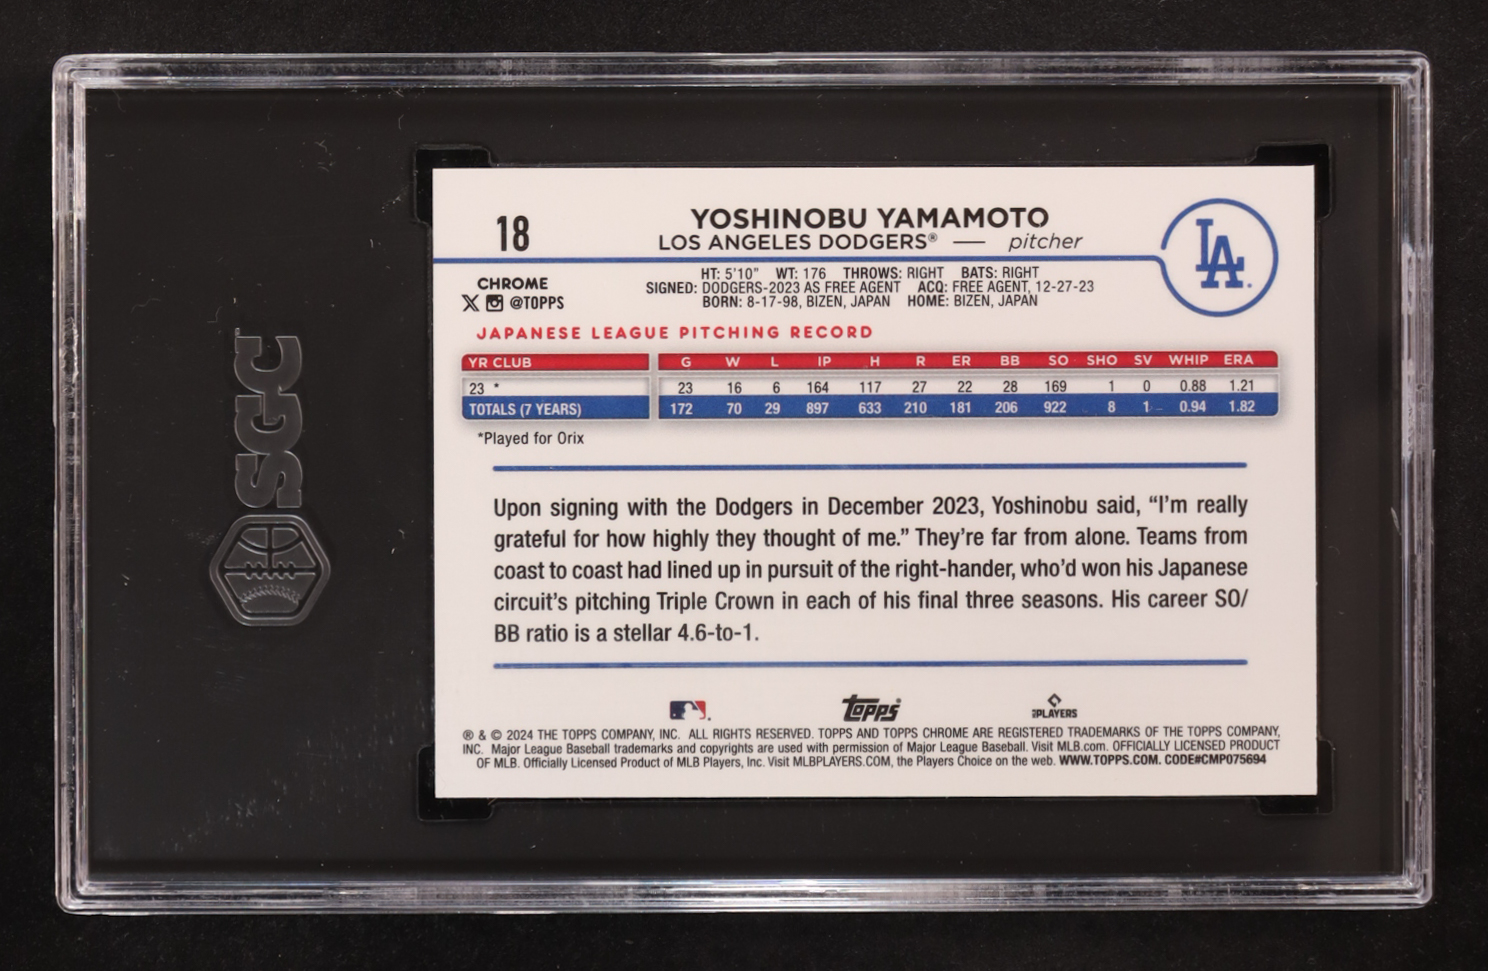 SGC
18
YOSHINOBU YAMAMOTO
LOS ANGELES DODGERS® — pitcher
LA
CHROME
@TOPPS
HT: 5'10" WT: 176 THROWS: RIGHT BATS: RIGHT
SIGNED: DODGERS-2023 AS FREE AGENT ACQ: FREE AGENT, 12-27-23
BORN: 8-17-98, BIZEN, JAPAN HOME: BIZEN, JAPAN
JAPANESE LEAGUE PITCHING RECORD
YR CLUB G W L IP H R ER BB SO SHO SV WHIP ERA
23 * 23 16 6 164 117 27 22 28 169 1 0 0.88 1.21
TOTALS (7 YEARS) 172 70 29 897 633 210 181 206 922 8 1 0.94 1.82
*Played for Orix
Upon signing with the Dodgers in December 2023, Yoshinobu said, “I’m really
grateful for how highly they thought of me.” They’re far from alone. Teams from
coast to coast had lined up in pursuit of the right-hander, who’d won his Japanese
circuit’s pitching Triple Crown in each of his final three seasons. His career SO/
BB ratio is a stellar 4.6-to-1.
Topps® PLAYERS
® & © 2024 THE TOPPS COMPANY, INC. ALL RIGHTS RESERVED. TOPPS AND TOPPS CHROME ARE REGISTERED TRADEMARKS OF THE TOPPS COMPANY,
INC. Major League Baseball trademarks and copyrights are used with permission of Major League Baseball. Visit MLB.com. OFFICIALLY LICENSED PRODUCT
OF MLB. Officially Licensed Product of MLB Players, Inc. Visit MLBPLAYERS.COM, the Players Choice on the web. WWW.TOPPS.COM. CODE#CMP075694